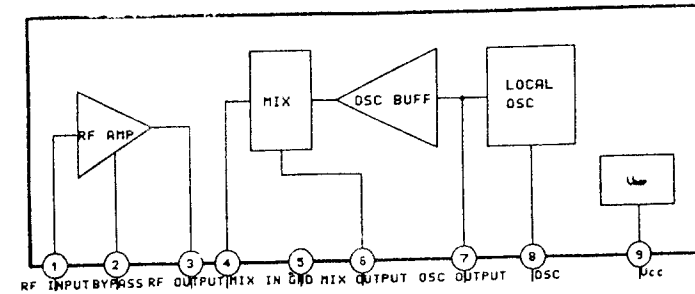 LOCAL
OSC
MIX
OSC BUFF
RF AMP
1 2 3 4 5 6 7 8 9
RF INPUT BYPASS RF OUTPUT MIX IN GND MIX OUTPUT OSC OUTPUT OSC Vcc